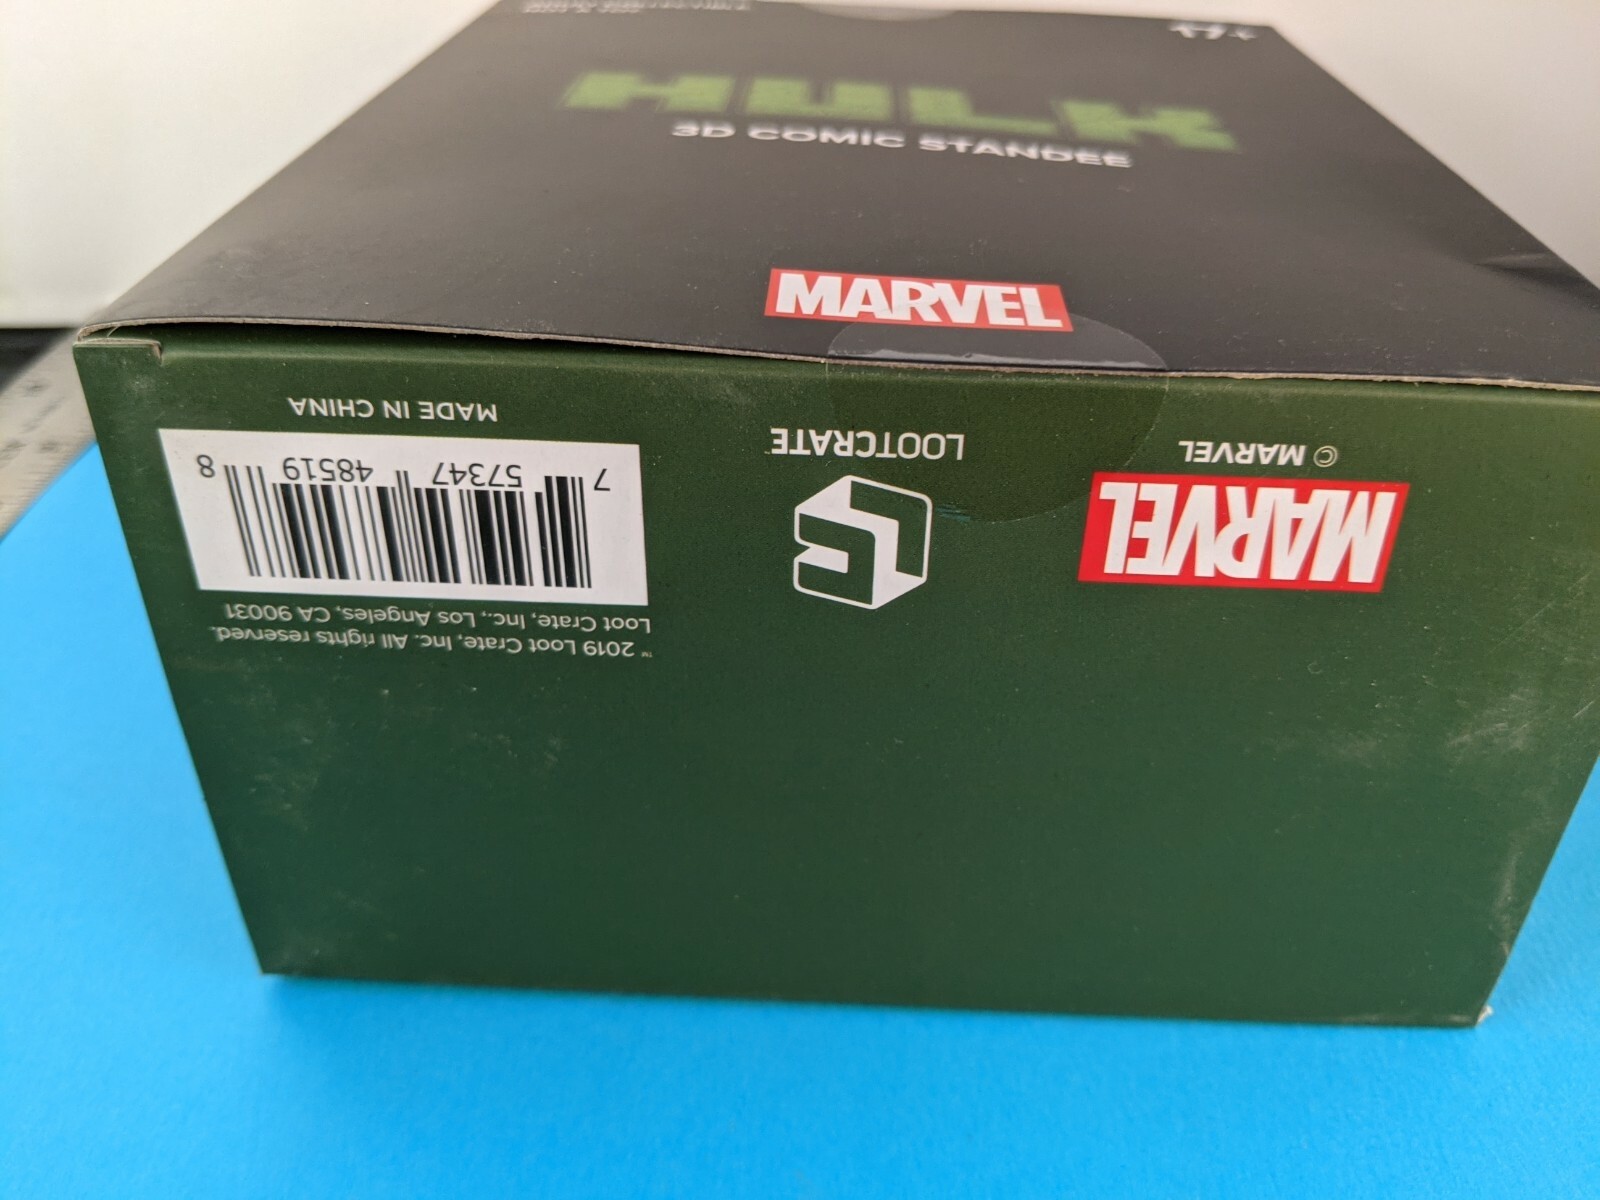 HULK
3D COMIC STANDEE
MARVEL
MADE IN CHINA
7 57347 48519 8
Loot Crate, Inc., Los Angeles, CA 90031
™ 2019 Loot Crate, Inc. All rights reserved.
LOOTCRATE™
© MARVEL
MARVEL